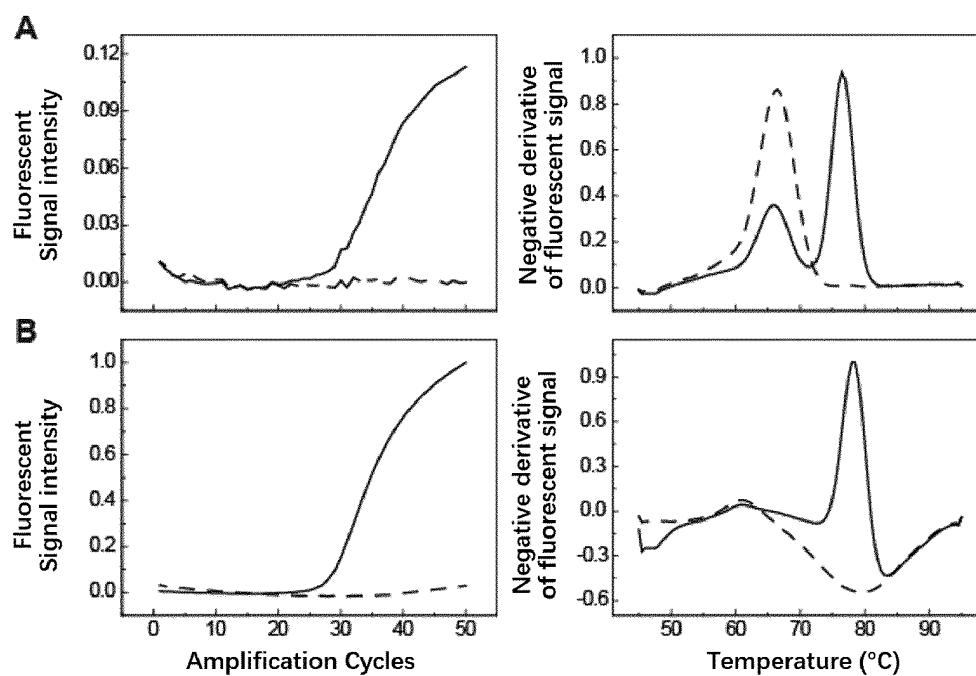 A
Fluorescent
Signal intensity
0.12
0.09
0.06
0.03
0.00
Negative derivative
of fluorescent signal
1.0
0.8
0.6
0.4
0.2
0.0
B
Fluorescent
Signal intensity
1.0
0.8
0.6
0.4
0.2
0.0
0 10 20 30 40 50
Amplification Cycles
Negative derivative
of fluorescent signal
0.9
0.6
0.3
0.0
-0.3
-0.6
50 60 70 80 90
Temperature (°C)